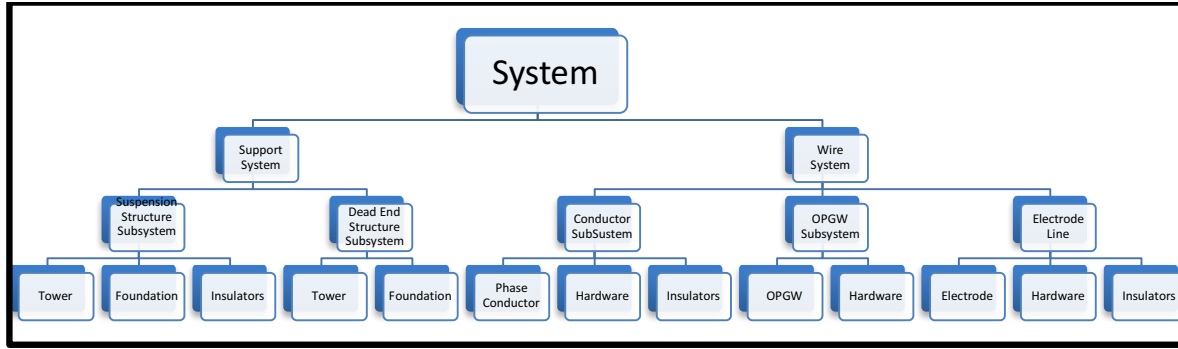 System
Support
System
Wire
System
Suspension
Structure
Subsystem
Dead End
Structure
Subsystem
Conductor
SubSustem
OPGW
Subsystem
Electrode
Line
Tower
Foundation
Insulators
Tower
Foundation
Phase
Conductor
Hardware
Insulators
OPGW
Hardware
Electrode
Hardware
Insulators